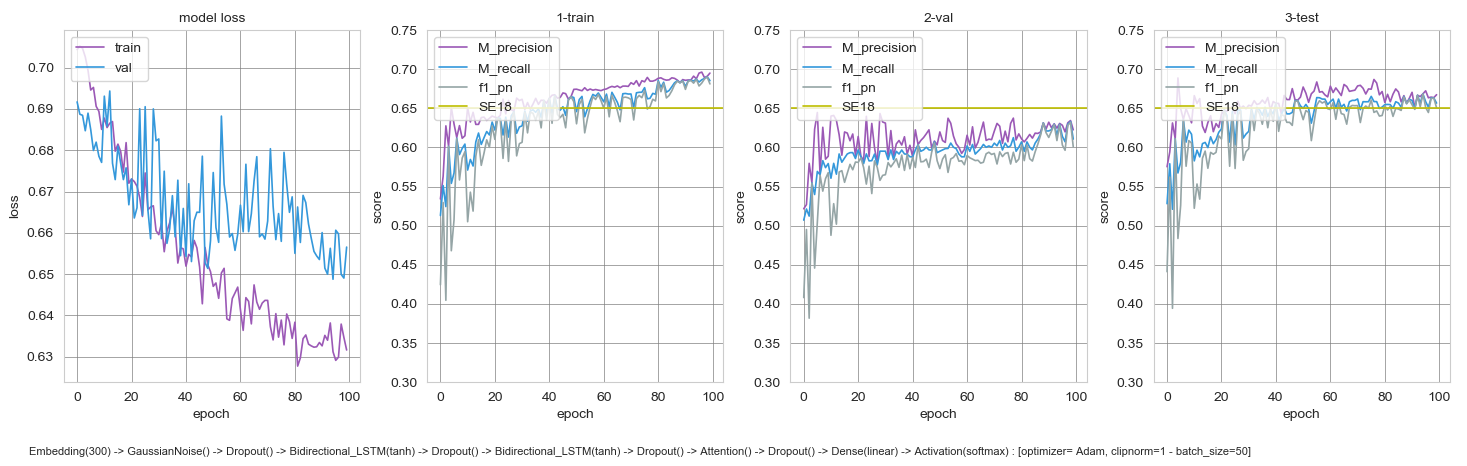 model loss
train
val
0.70
0.69
0.68
0.67
0.66
0.65
0.64
0.63
loss
0 20 40 60 80 100
epoch
1-train
M_precision
M_recall
f1_pn
SE18
0.75
0.70
0.65
0.60
0.55
0.50
0.45
0.40
0.35
0.30
score
0 20 40 60 80 100
epoch
2-val
M_precision
M_recall
f1_pn
SE18
0.75
0.70
0.65
0.60
0.55
0.50
0.45
0.40
0.35
0.30
score
0 20 40 60 80 100
epoch
3-test
M_precision
M_recall
f1_pn
SE18
0.75
0.70
0.65
0.60
0.55
0.50
0.45
0.40
0.35
0.30
score
0 20 40 60 80 100
epoch
Embedding(300) -> GaussianNoise() -> Dropout() -> Bidirectional_LSTM(tanh) -> Dropout() -> Bidirectional_LSTM(tanh) -> Dropout() -> Attention() -> Dropout() -> Dense(linear) -> Activation(softmax) : [optimizer= Adam, clipnorm=1 - batch_size=50]